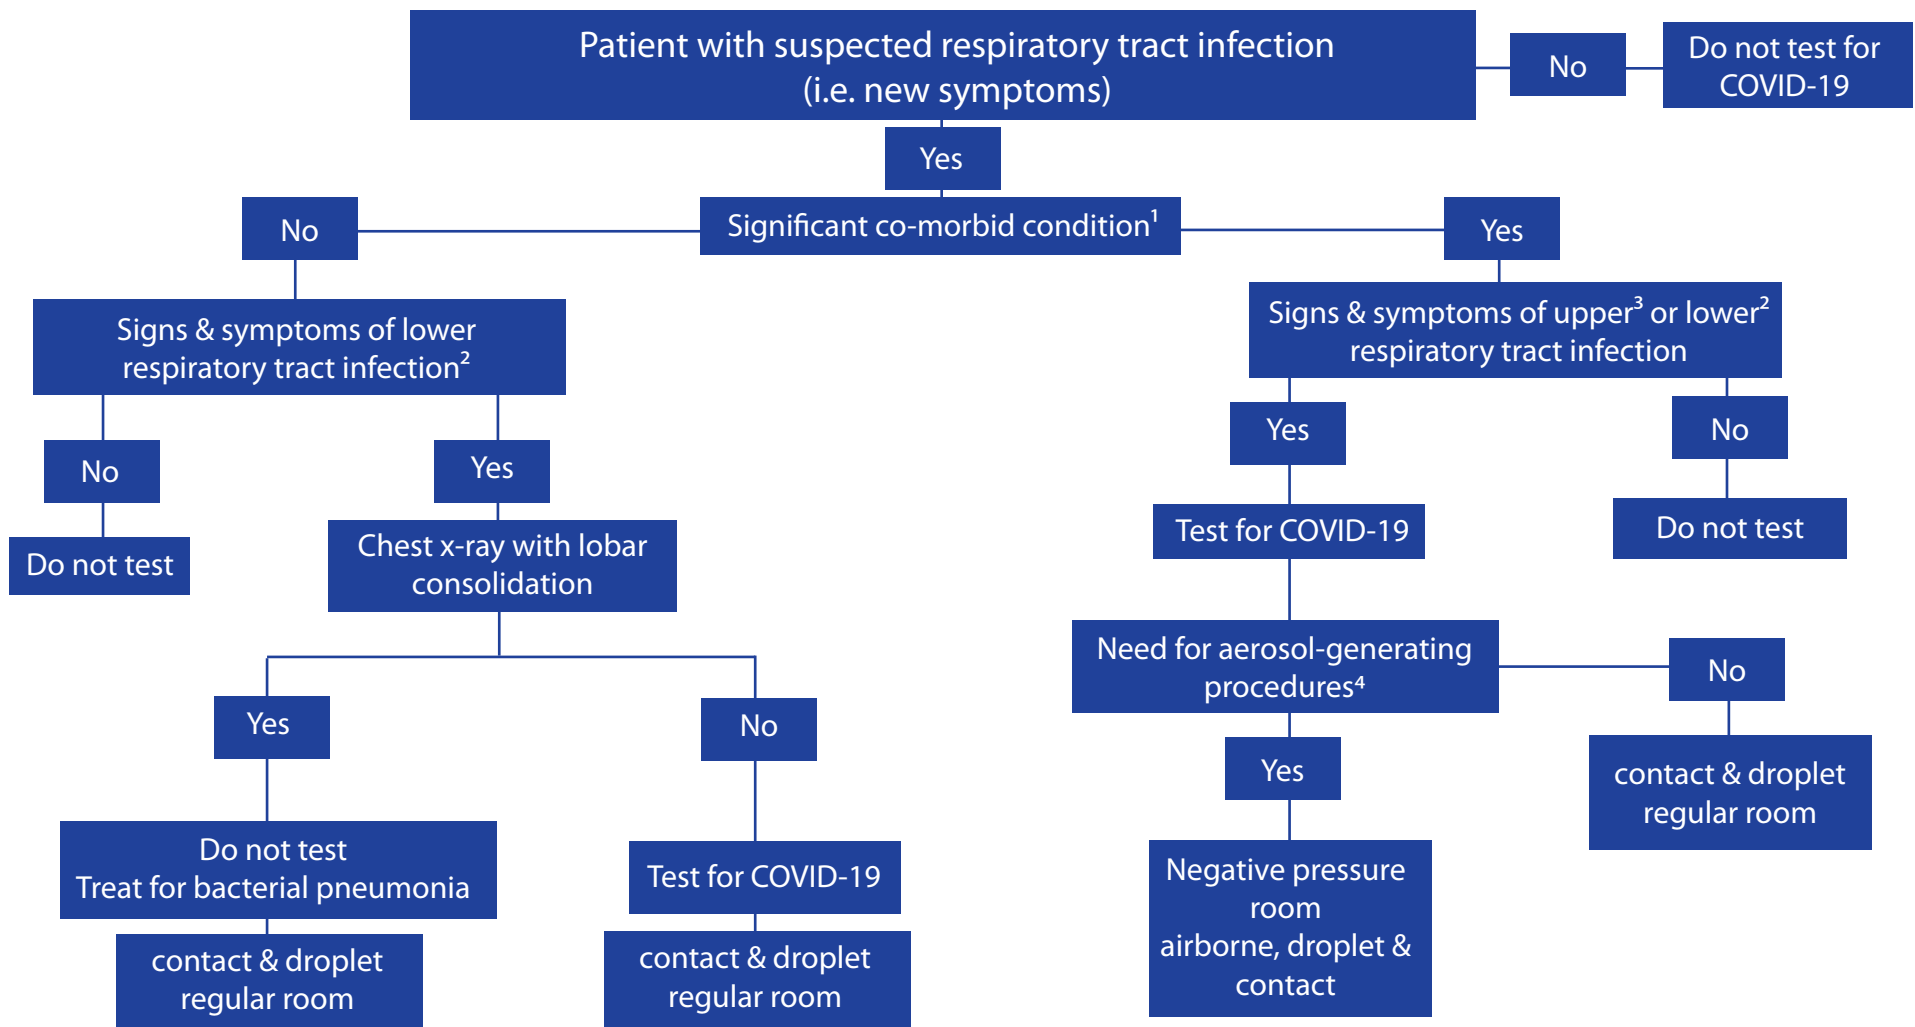 Patient with suspected respiratory tract infection
(i.e. new symptoms)
No
Do not test for
COVID-19
Yes
Significant co-morbid condition¹
No
Yes
Signs & symptoms of lower
respiratory tract infection²
No
Do not test
Yes
Chest x-ray with lobar
consolidation
Yes
Do not test
Treat for bacterial pneumonia
contact & droplet
regular room
No
Test for COVID-19
contact & droplet
regular room
Signs & symptoms of upper³ or lower²
respiratory tract infection
Yes
Test for COVID-19
No
Do not test
Need for aerosol-generating
procedures⁴
No
contact & droplet
regular room
Yes
Negative pressure
room
airborne, droplet &
contact